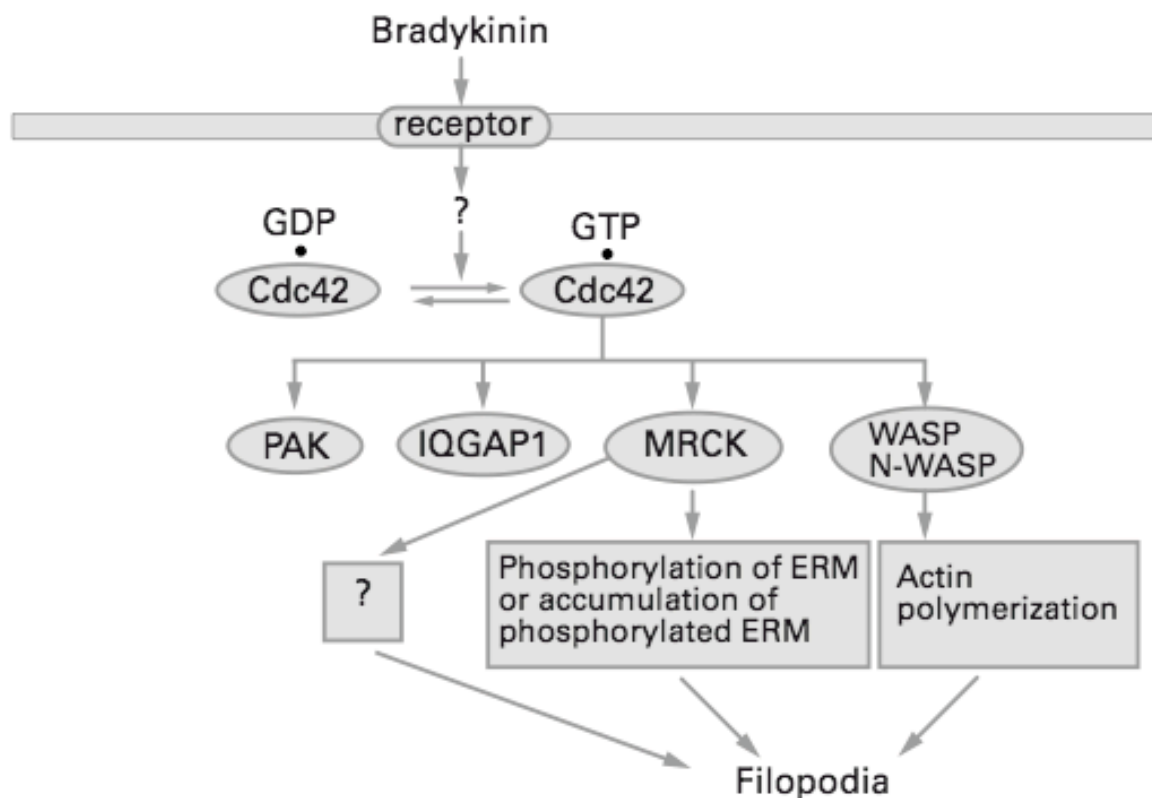 Bradykinin
receptor
?
GDP
GTP
Cdc42
Cdc42
PAK
IQGAP1
MRCK
WASP
N-WASP
?
Phosphorylation of ERM
or accumulation of
phosphorylated ERM
Actin
polymerization
Filopodia